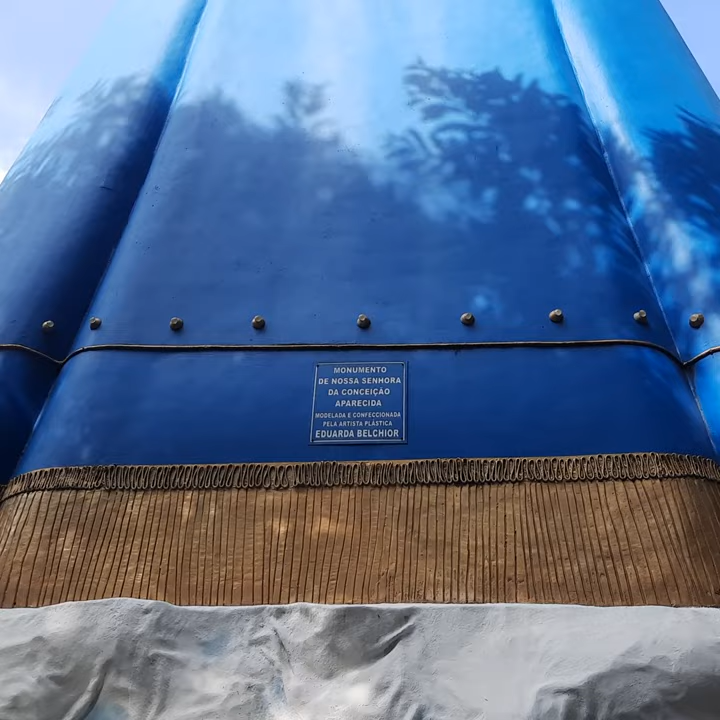 MONUMENTO
DE NOSSA SENHORA
DA CONCEIÇÃO
APARECIDA
MODELADA E CONFECCIONADA
PELA ARTISTA PLÁSTICA
EDUARDA BELCHIOR